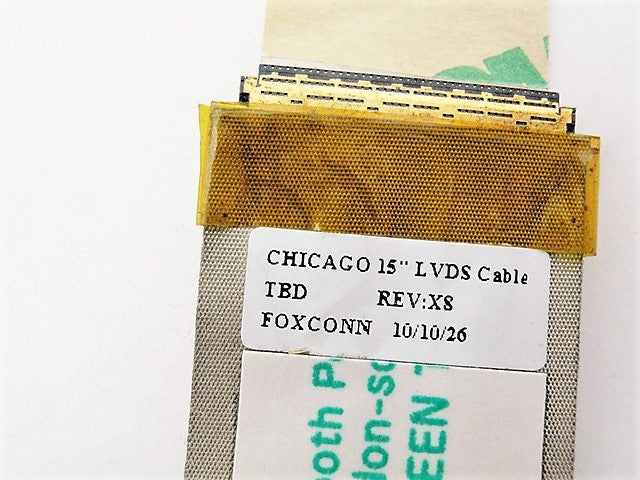 CHICAGO 15" LVDS Cable
TBD REV:X8
FOXCONN 10/10/26